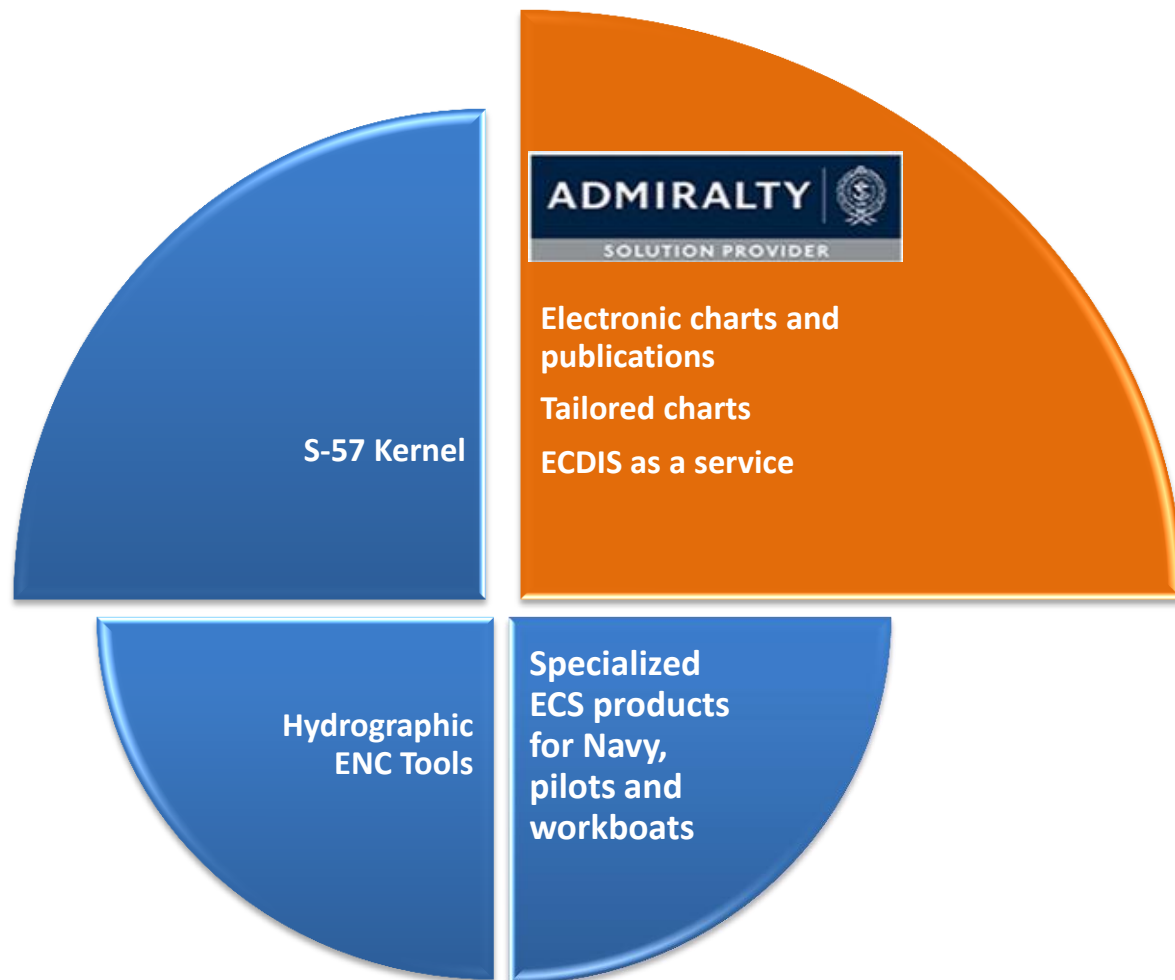 S-57 Kernel
ADMIRALTY
SOLUTION PROVIDER
Electronic charts and
publications
Tailored charts
ECDIS as a service
Hydrographic
ENC Tools
Specialized
ECS products
for Navy,
pilots and
workboats